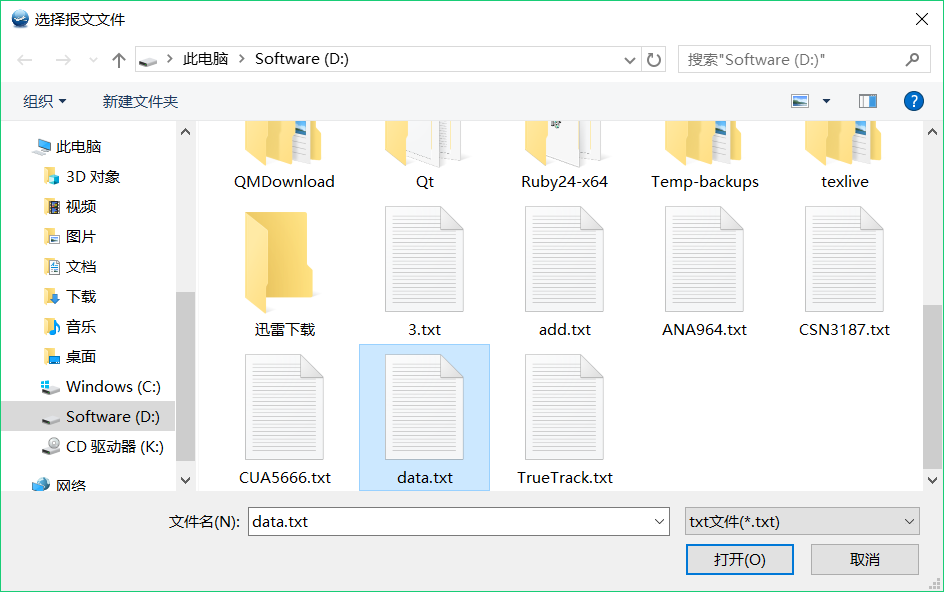 选择报文文件
此电脑 Software (D:)
搜索"Software (D:)"
组织 新建文件夹
?
此电脑
3D 对象
视频
图片
文档
下载
音乐
桌面
Windows (C:)
Software (D:)
CD 驱动器 (K:)
网络
QMDownload Qt Ruby24-x64 Temp-backups texlive
迅雷下载 3.txt add.txt ANA964.txt CSN3187.txt
CUA5666.txt data.txt TrueTrack.txt
文件名(N): data.txt txt文件(*.txt)
打开(O) 取消